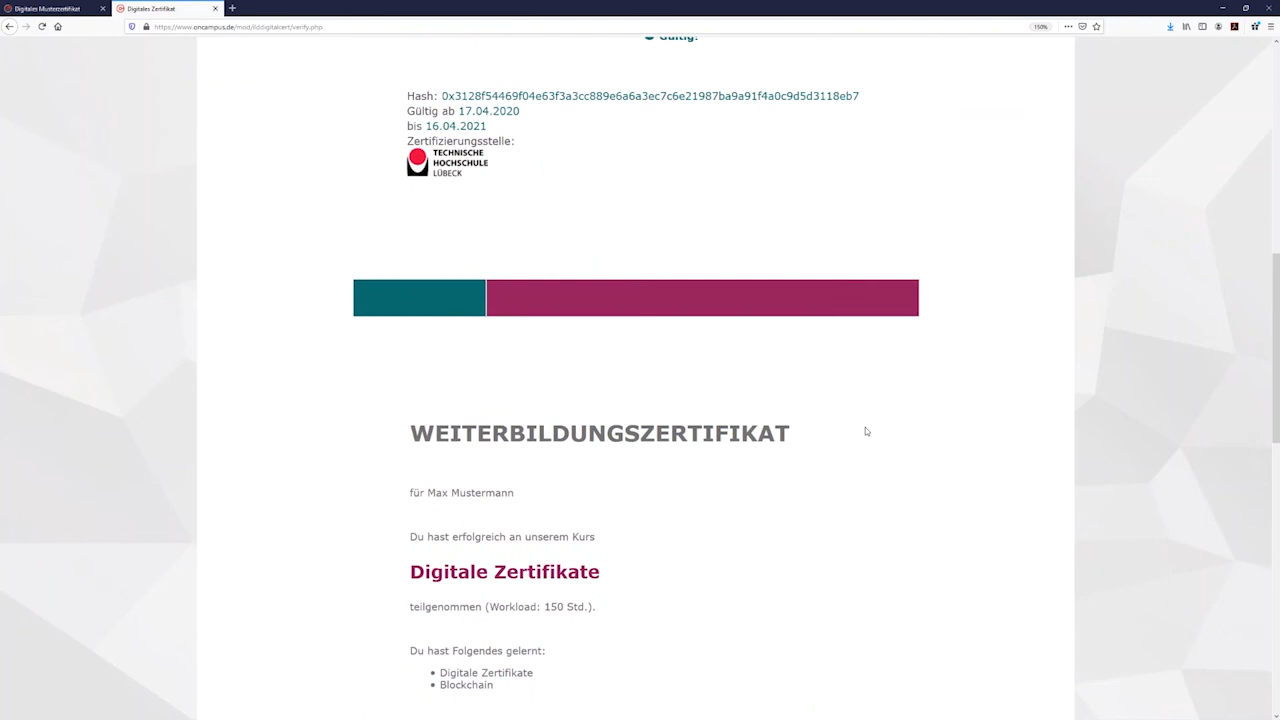 Digitales Musterzertifikat
Digitales Zertifikat
https://www.oncampus.de/mod/ilddigitalcert/verify.php
150%
Gültig!
Hash: 0x3128f54469f04e63f3a3cc889e6a6a3ec7c6e21987ba9a91f4a0c9d5d3118eb7
Gültig ab 17.04.2020
bis 16.04.2021
Zertifizierungsstelle:
TECHNISCHE
HOCHSCHULE
LÜBECK
WEITERBILDUNGSZERTIFIKAT
für Max Mustermann
Du hast erfolgreich an unserem Kurs
Digitale Zertifikate
teilgenommen (Workload: 150 Std.).
Du hast Folgendes gelernt:
• Digitale Zertifikate
• Blockchain